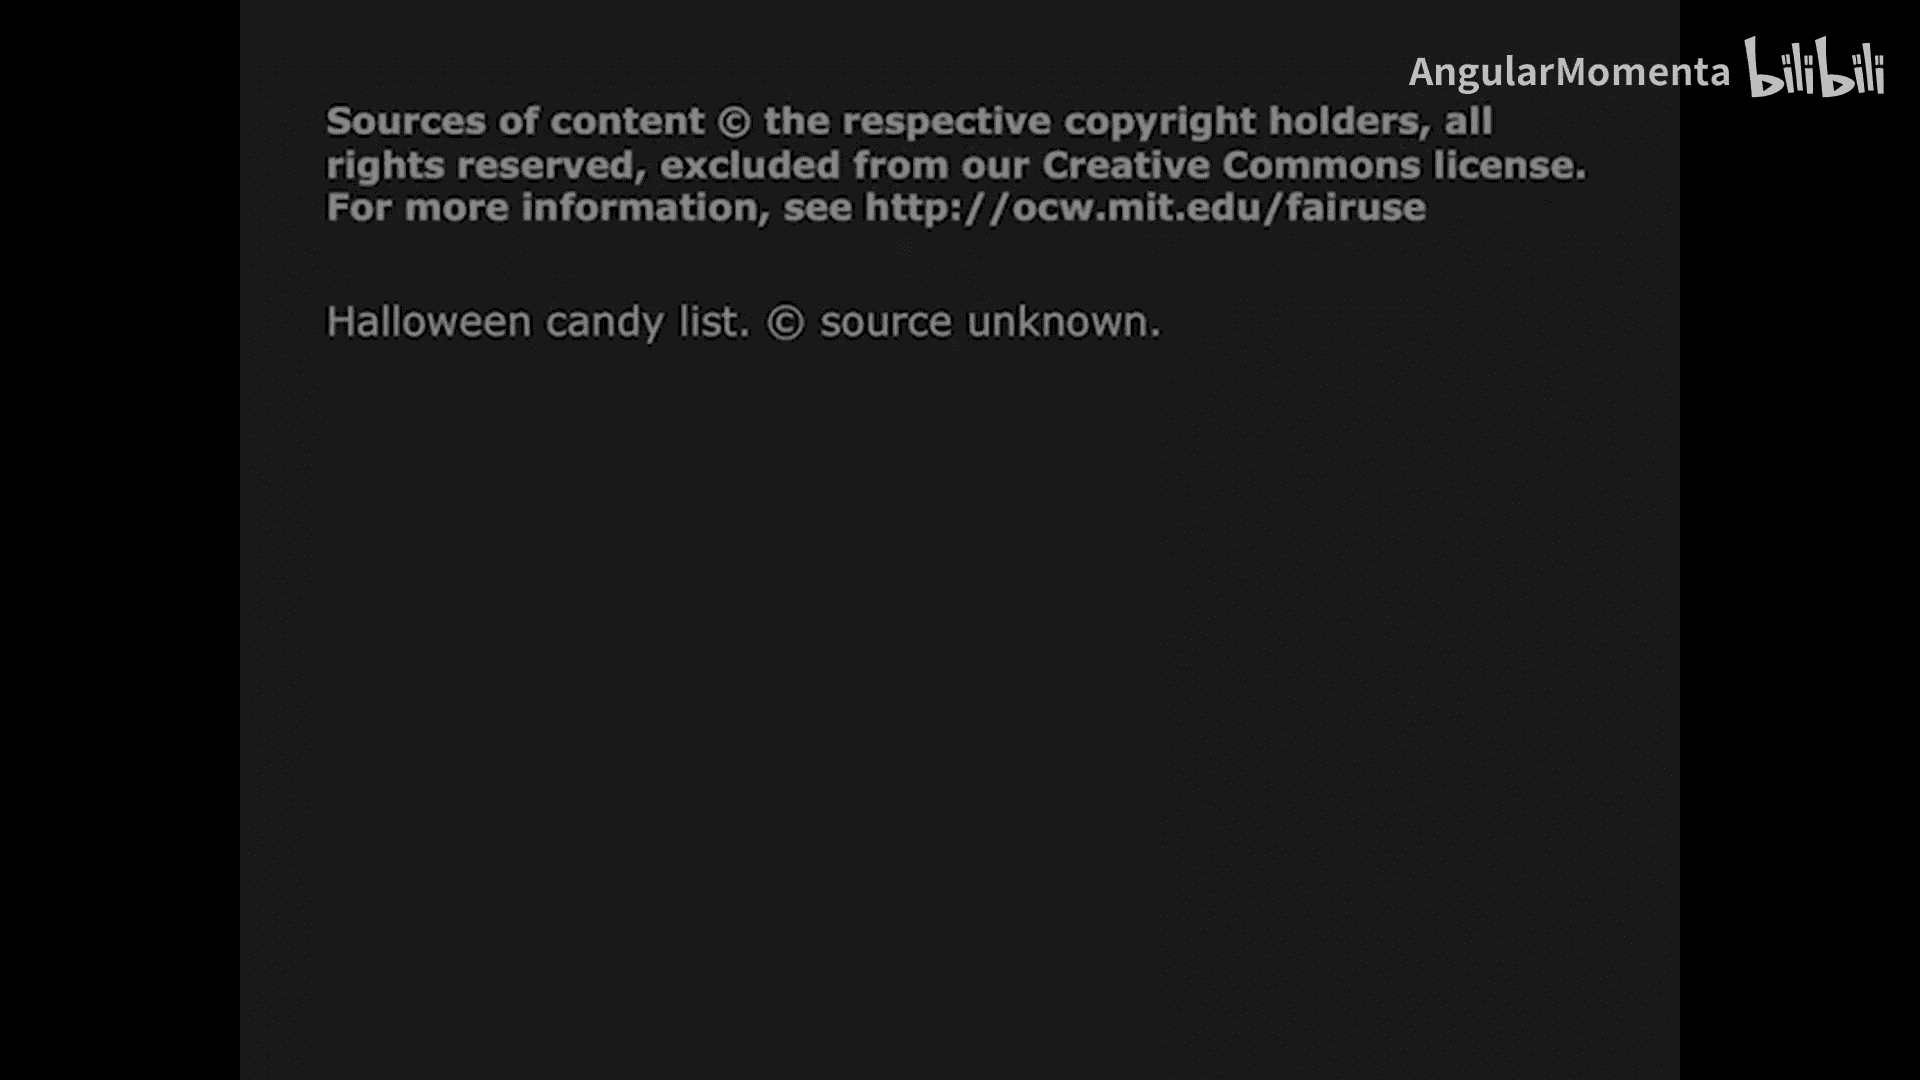 AngularMomenta bilibili
Sources of content © the respective copyright holders, all
rights reserved, excluded from our Creative Commons license.
For more information, see http://ocw.mit.edu/fairuse
Halloween candy list. © source unknown.